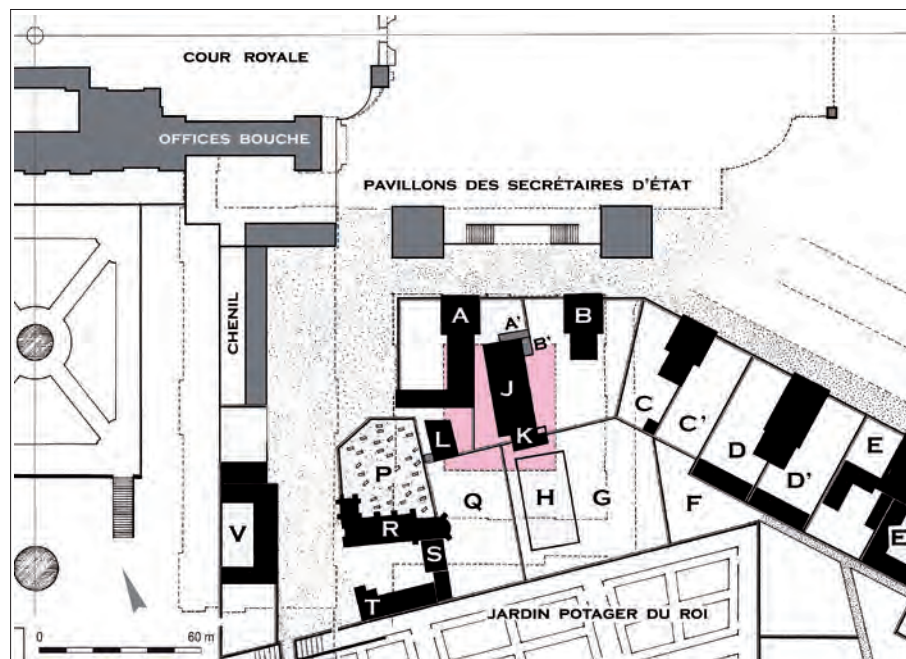 COUR ROYALE
OFFICES BOUCHE
PAVILLONS DES SECRÉTAIRES D'ÉTAT
CHENIL
A
A'
B
B'
J
K
L
C
C'
D
D'
E
E'
P
Q
H
G
F
R
S
V
T
JARDIN POTAGER DU ROI
0
60 m